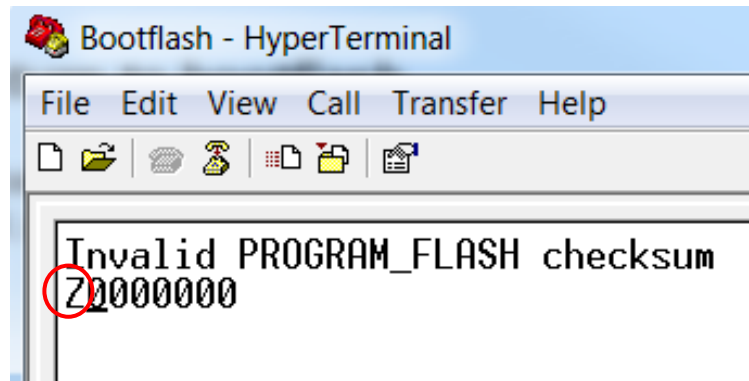 Bootflash - HyperTerminal
File Edit View Call Transfer Help
Invalid PROGRAM_FLASH checksum
Z0000000